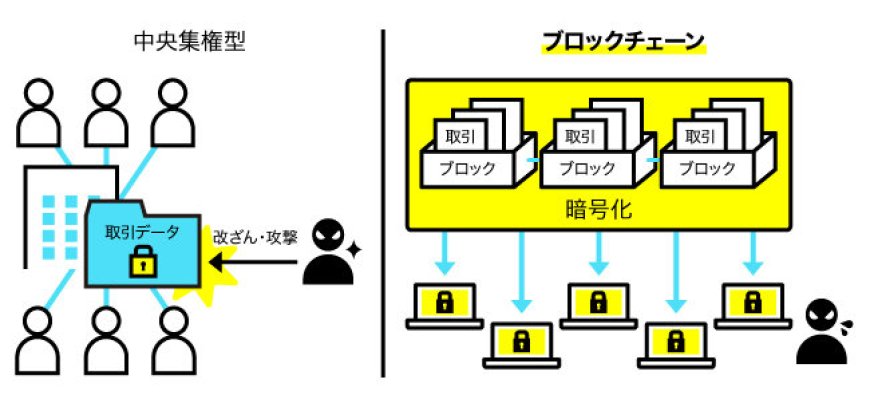 中央集権型
取引データ
改ざん・攻撃
ブロックチェーン
取引
取引
取引
ブロック
ブロック
ブロック
暗号化